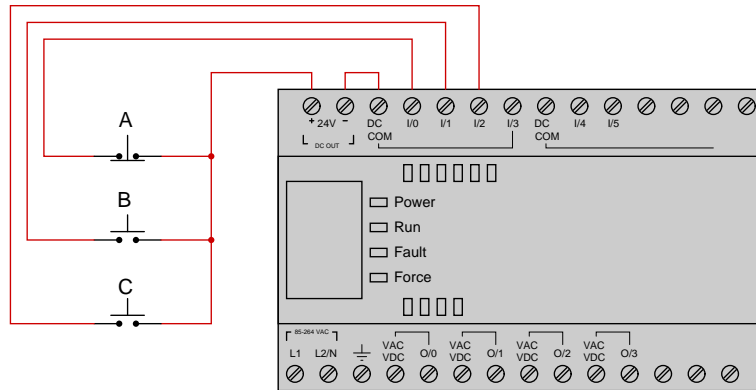 A
B
C
+ 24V −
DC OUT
DC COM
I/0
I/1
I/2
I/3
DC COM
I/4
I/5
Power
Run
Fault
Force
85-264 VAC
L1
L2/N
VAC VDC
O/0
VAC VDC
O/1
VAC VDC
O/2
VAC VDC
O/3